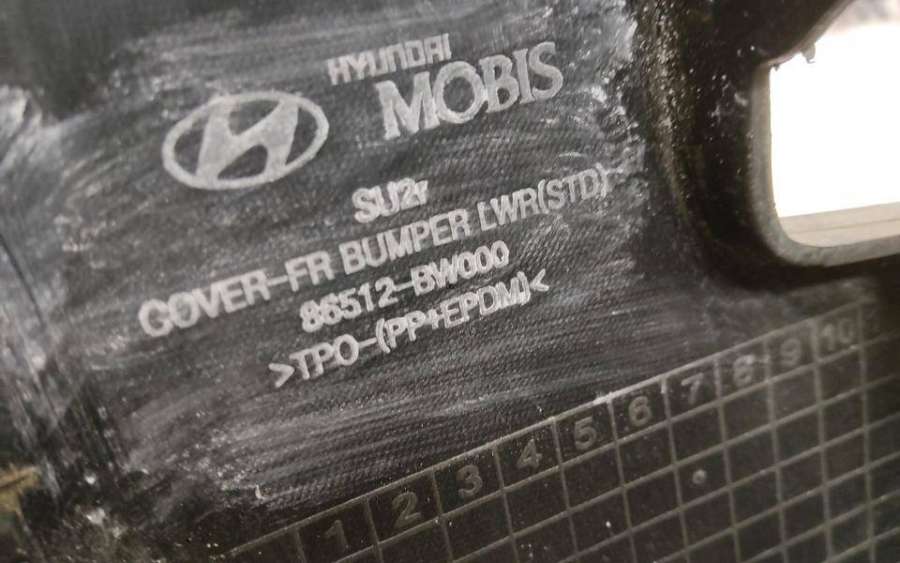 HYUNDAI
MOBIS
SU2r
COVER-FR BUMPER LWR(STD)
86512-BW000
>TPO-(PP+EPDM)<
1 2 3 4 5 6 7 8 9 10